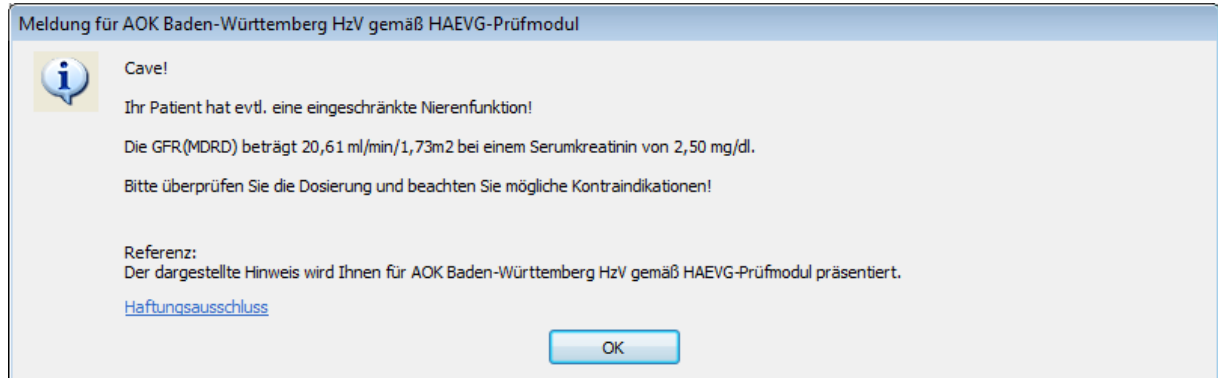 Meldung für AOK Baden-Württemberg HzV gemäß HAEVG-Prüfmodul
Cave!
Ihr Patient hat evtl. eine eingeschränkte Nierenfunktion!
Die GFR(MDRD) beträgt 20,61 ml/min/1,73m2 bei einem Serumkreatinin von 2,50 mg/dl.
Bitte überprüfen Sie die Dosierung und beachten Sie mögliche Kontraindikationen!
Referenz:
Der dargestellte Hinweis wird Ihnen für AOK Baden-Württemberg HzV gemäß HAEVG-Prüfmodul präsentiert.
Haftungsausschluss
OK